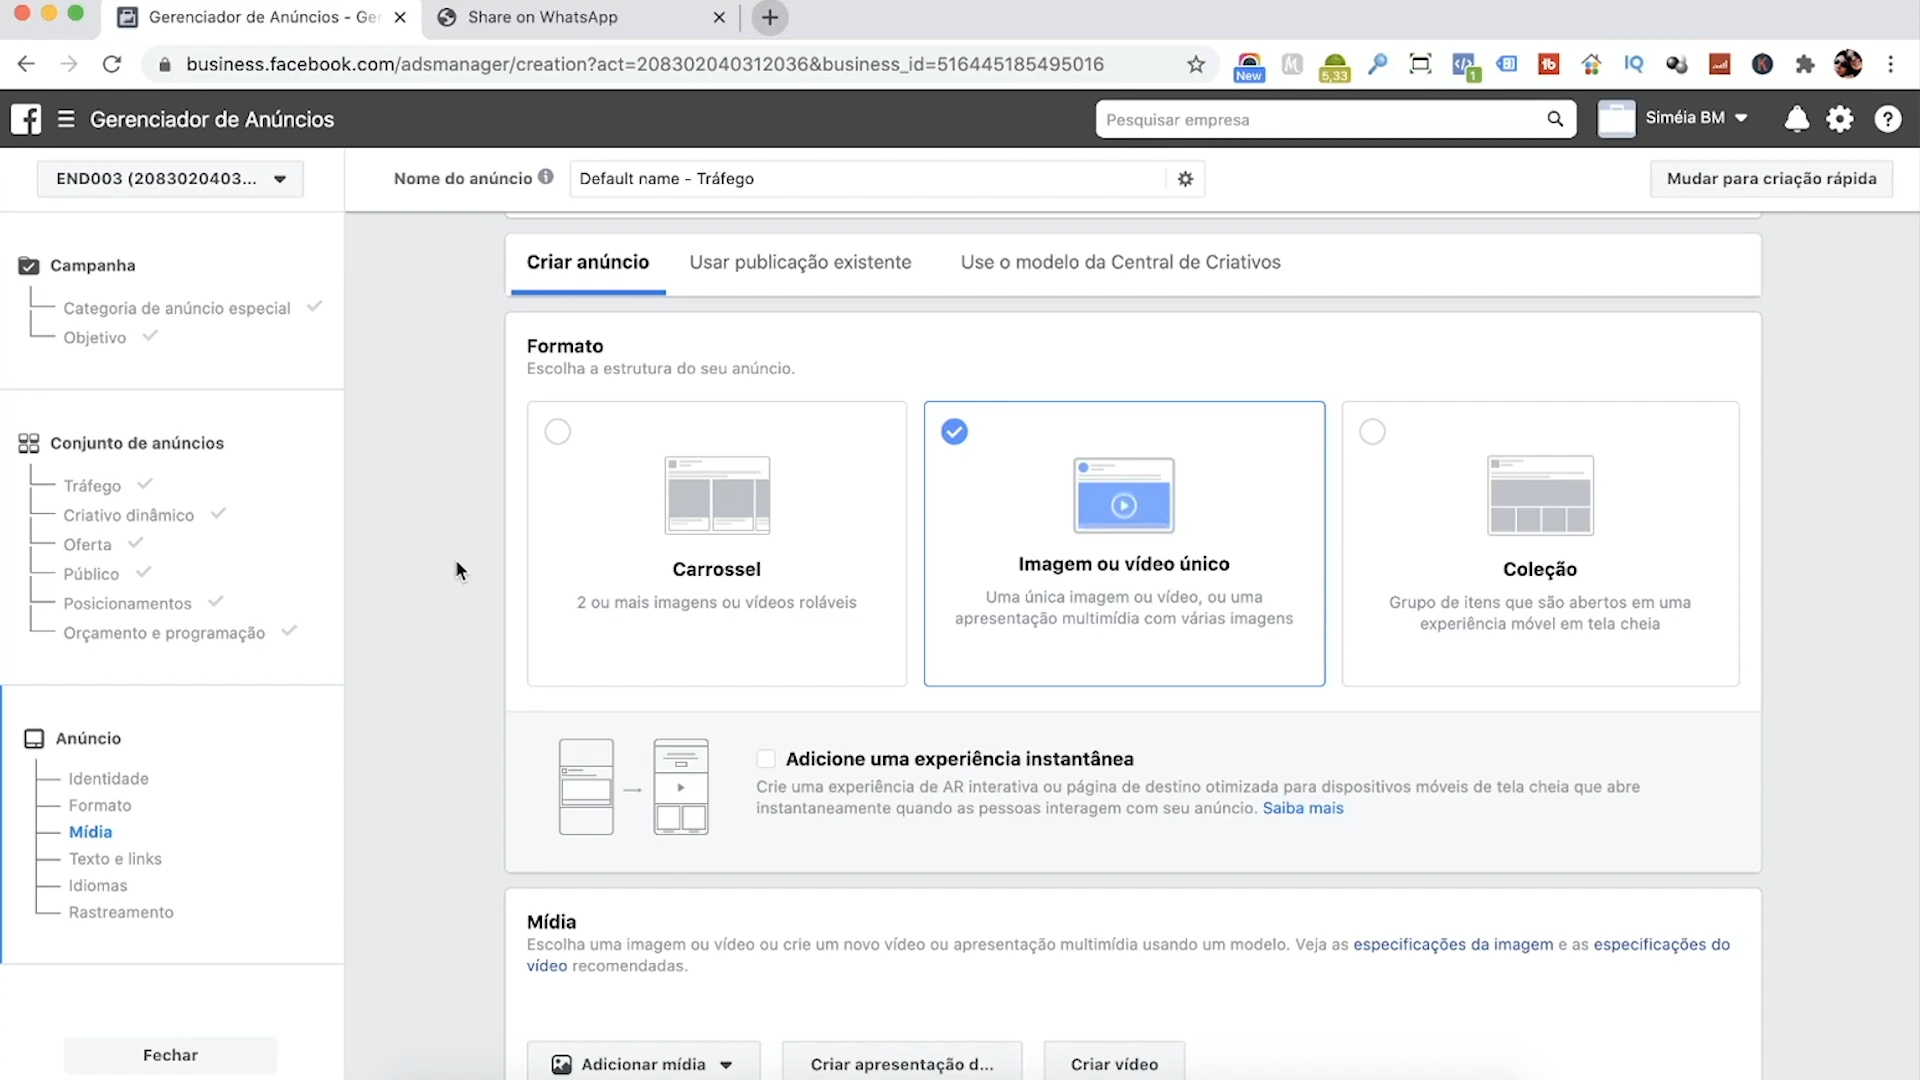 Gerenciador de Anúncios - Ger
Share on WhatsApp
business.facebook.com/adsmanager/creation?act=208302040312036&business_id=516445185495016
New
5,33
1
IQ
Gerenciador de Anúncios
Pesquisar empresa
Siméia BM
END003 (2083020403...
Nome do anúncio
Default name - Tráfego
Mudar para criação rápida
Campanha
Categoria de anúncio especial
Objetivo
Conjunto de anúncios
Tráfego
Criativo dinâmico
Oferta
Público
Posicionamentos
Orçamento e programação
Anúncio
Identidade
Formato
Mídia
Texto e links
Idiomas
Rastreamento
Fechar
Criar anúncio
Usar publicação existente
Use o modelo da Central de Criativos
Formato
Escolha a estrutura do seu anúncio.
Carrossel
2 ou mais imagens ou vídeos roláveis
Imagem ou vídeo único
Uma única imagem ou vídeo, ou uma
apresentação multimídia com várias imagens
Coleção
Grupo de itens que são abertos em uma
experiência móvel em tela cheia
Adicione uma experiência instantânea
Crie uma experiência de AR interativa ou página de destino otimizada para dispositivos móveis de tela cheia que abre
instantaneamente quando as pessoas interagem com seu anúncio. Saiba mais
Mídia
Escolha uma imagem ou vídeo ou crie um novo vídeo ou apresentação multimídia usando um modelo. Veja as especificações da imagem e as especificações do
vídeo recomendadas.
Adicionar mídia
Criar apresentação d...
Criar vídeo